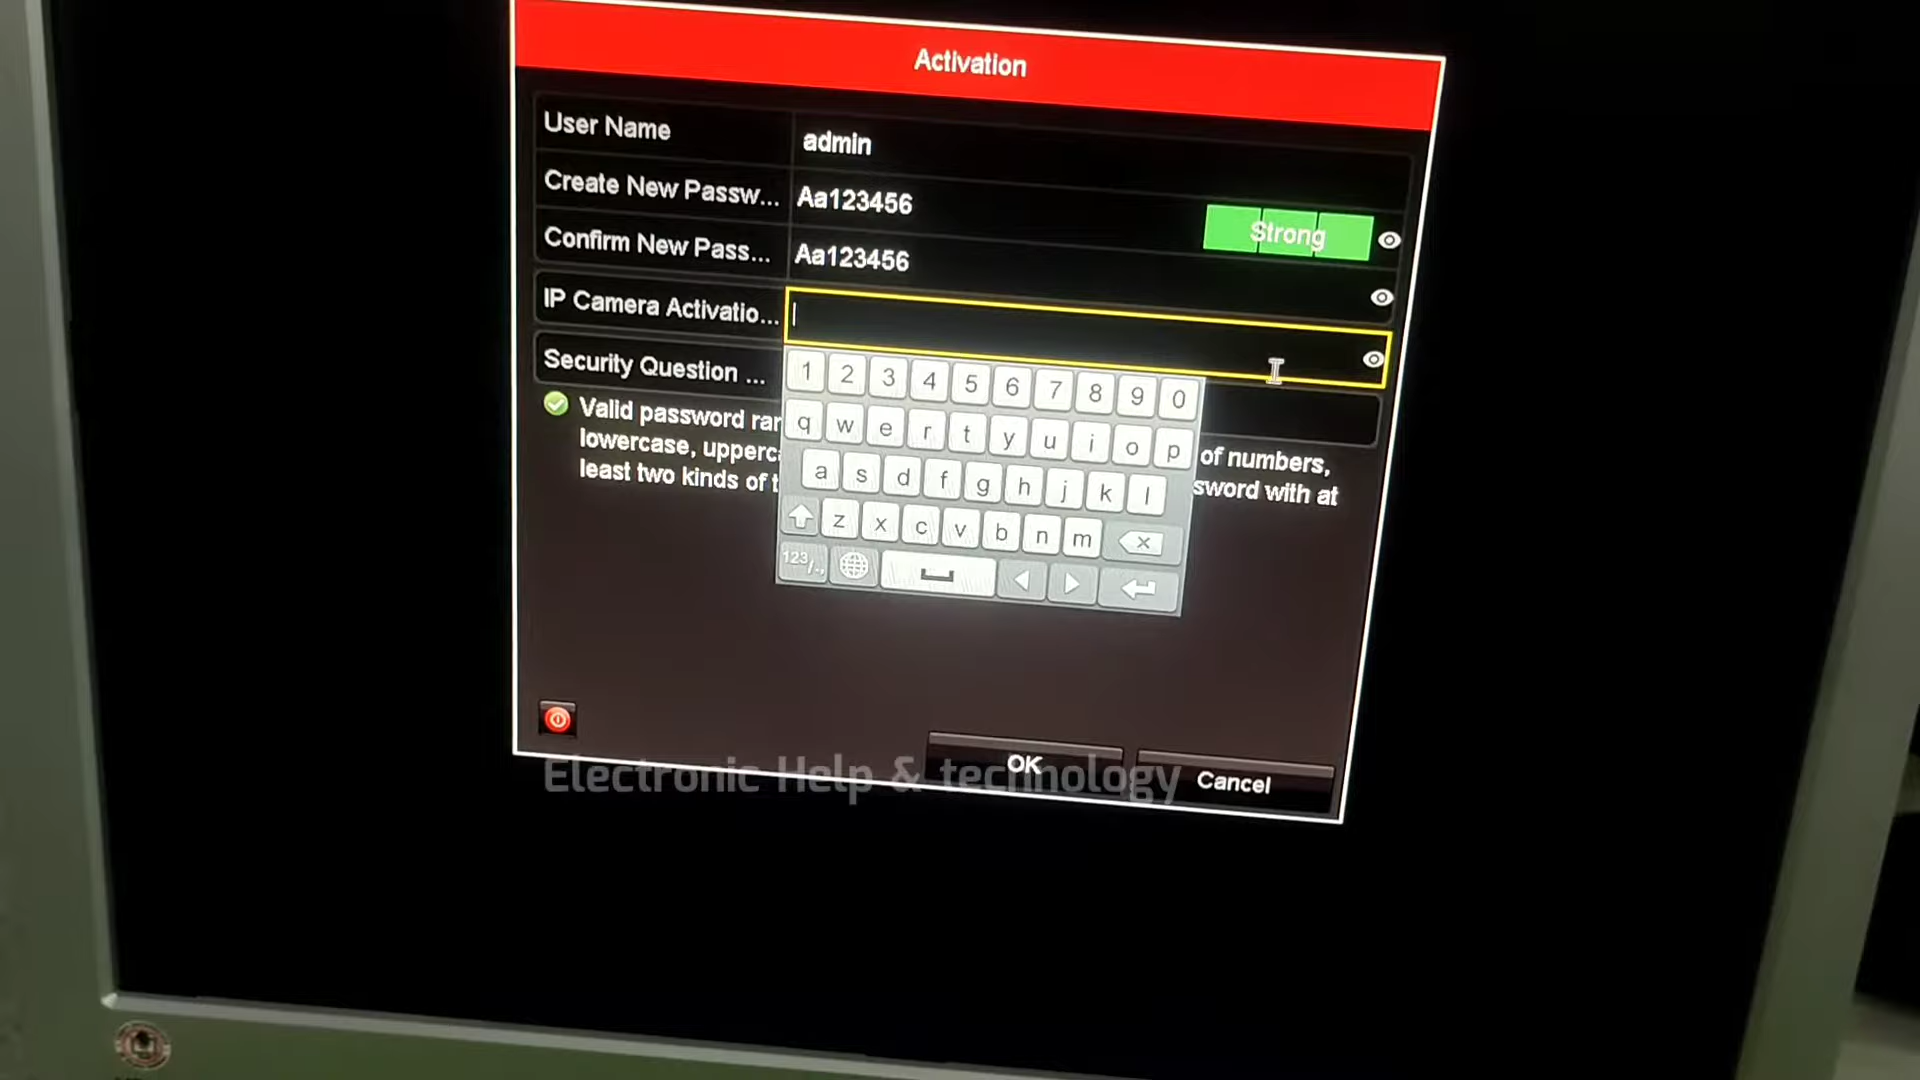 Activation
User Name admin
Create New Passw... Aa123456 Strong
Confirm New Pass... Aa123456
IP Camera Activatio...
Security Question ...
Valid password ran of numbers,
lowercase, upperca sword with at
least two kinds of t
1 2 3 4 5 6 7 8 9 0
q w e r t y u i o p
a s d f g h j k l
z x c v b n m
123/.,
OK Cancel
Electronic Help & technology